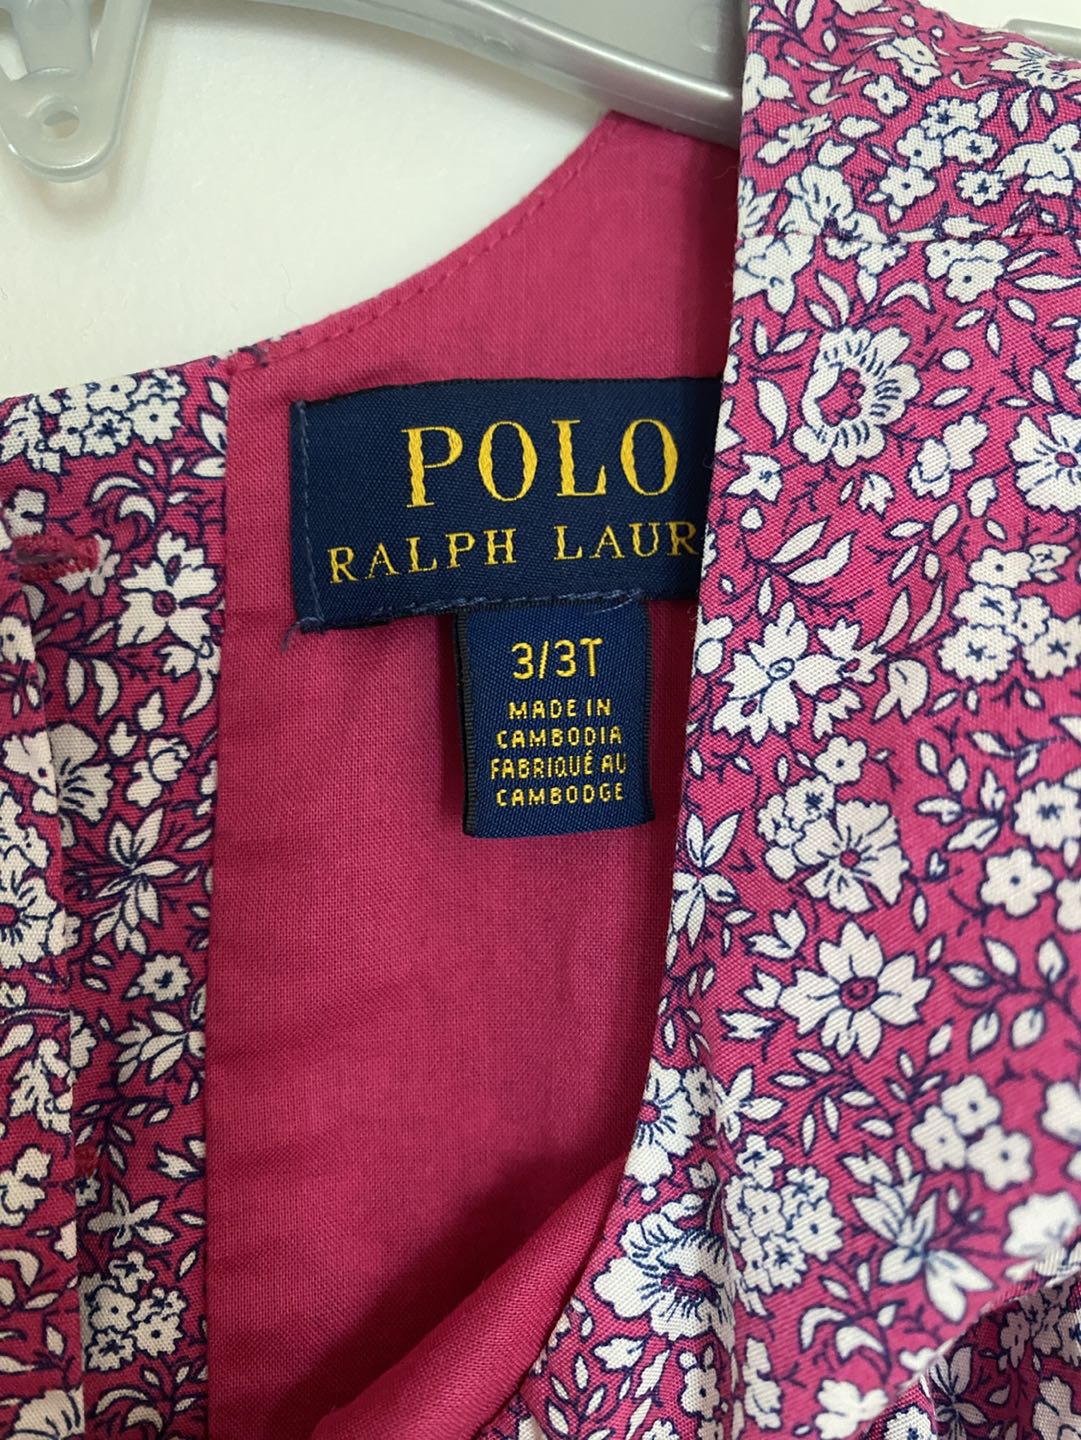 POLO
RALPH LAUR
3/3T
MADE IN
CAMBODIA
FABRIQUÉ AU
CAMBODGE